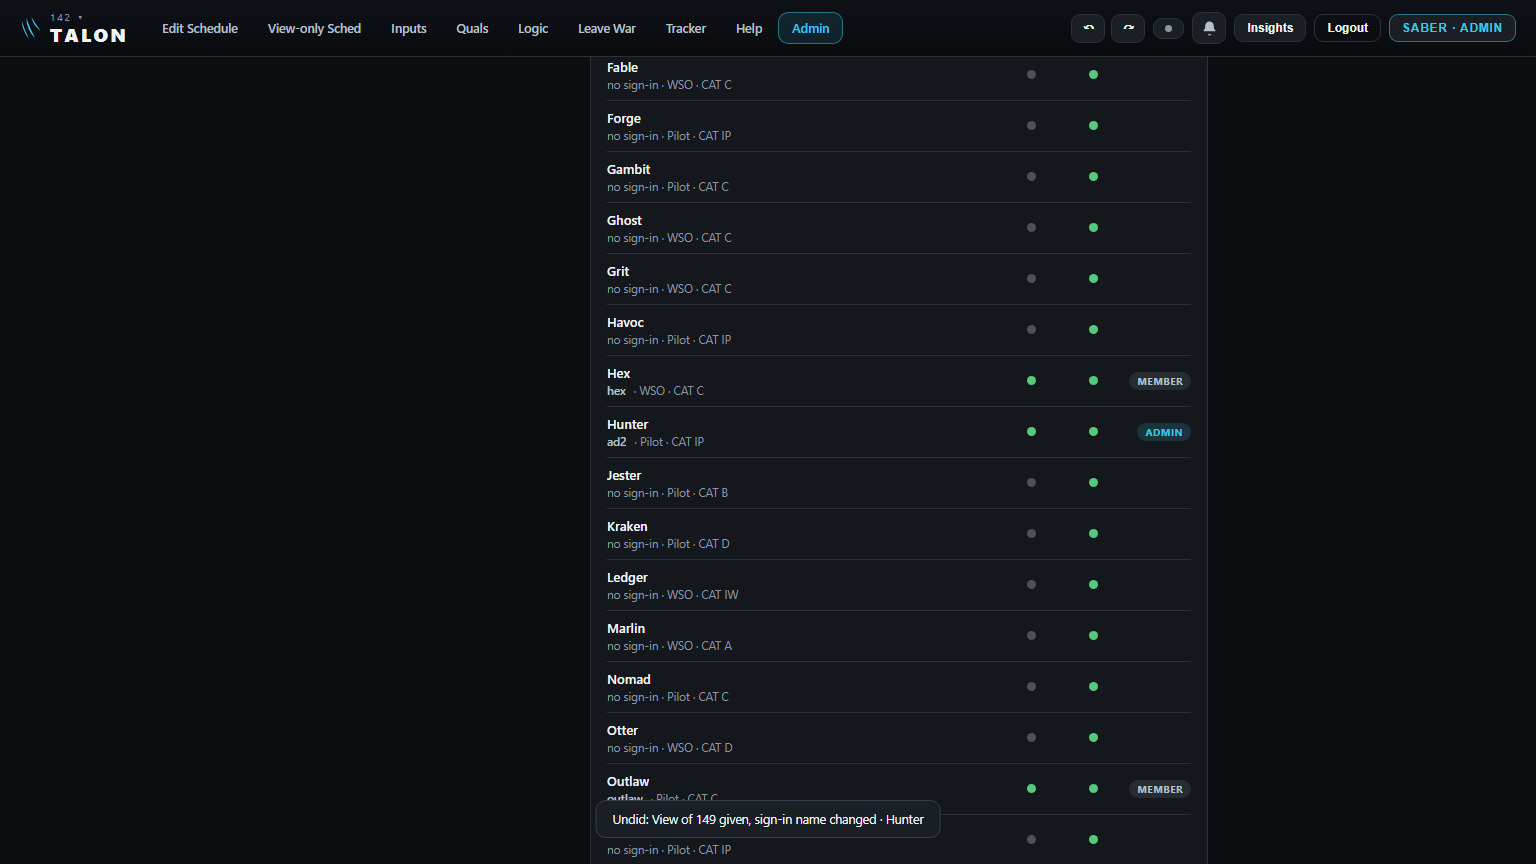 142 ▾
TALON
Edit Schedule
View-only Sched
Inputs
Quals
Logic
Leave War
Tracker
Help
Admin
Insights
Logout
SABER · ADMIN
Fable
no sign-in · WSO · CAT C
Forge
no sign-in · Pilot · CAT IP
Gambit
no sign-in · Pilot · CAT C
Ghost
no sign-in · WSO · CAT C
Grit
no sign-in · WSO · CAT C
Havoc
no sign-in · Pilot · CAT IP
Hex
hex · WSO · CAT C
MEMBER
Hunter
ad2 · Pilot · CAT IP
ADMIN
Jester
no sign-in · Pilot · CAT B
Kraken
no sign-in · Pilot · CAT D
Ledger
no sign-in · WSO · CAT IW
Marlin
no sign-in · WSO · CAT A
Nomad
no sign-in · Pilot · CAT C
Otter
no sign-in · WSO · CAT D
Outlaw
outlaw · Pilot · CAT C
MEMBER
Undid: View of 149 given, sign-in name changed · Hunter
no sign-in · Pilot · CAT IP